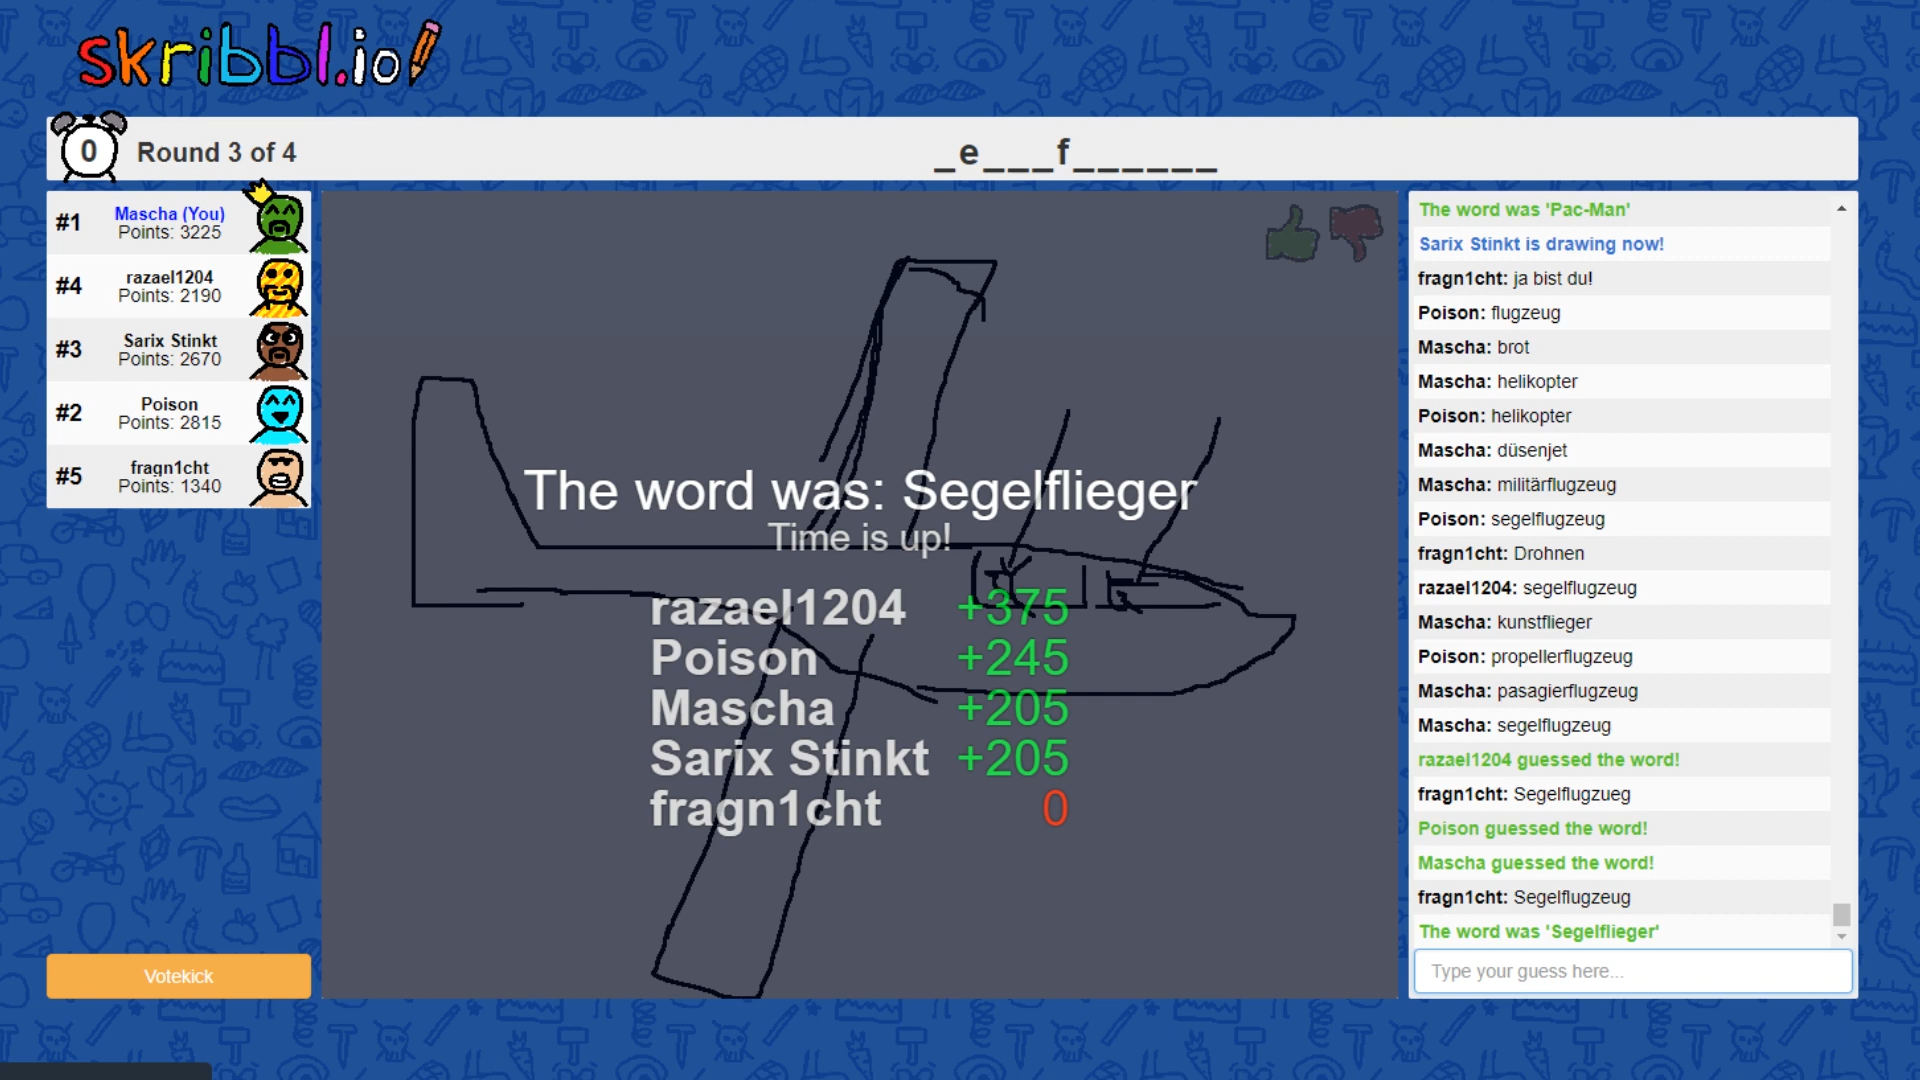 skribbl.io
0
Round 3 of 4
_e___f______
#1
Mascha (You)
Points: 3225
#4
razael1204
Points: 2190
#3
Sarix Stinkt
Points: 2670
#2
Poison
Points: 2815
#5
fragn1cht
Points: 1340
Votekick
The word was: Segelflieger
Time is up!
razael1204 +375
Poison +245
Mascha +205
Sarix Stinkt +205
fragn1cht 0
The word was 'Pac-Man'
Sarix Stinkt is drawing now!
fragn1cht: ja bist du!
Poison: flugzeug
Mascha: brot
Mascha: helikopter
Poison: helikopter
Mascha: düsenjet
Mascha: militärflugzeug
Poison: segelflugzeug
fragn1cht: Drohnen
razael1204: segelflugzeug
Mascha: kunstflieger
Poison: propellerflugzeug
Mascha: pasagierflugzeug
Mascha: segelflugzeug
razael1204 guessed the word!
fragn1cht: Segelflugzueg
Poison guessed the word!
Mascha guessed the word!
fragn1cht: Segelflugzeug
The word was 'Segelflieger'
Type your guess here...